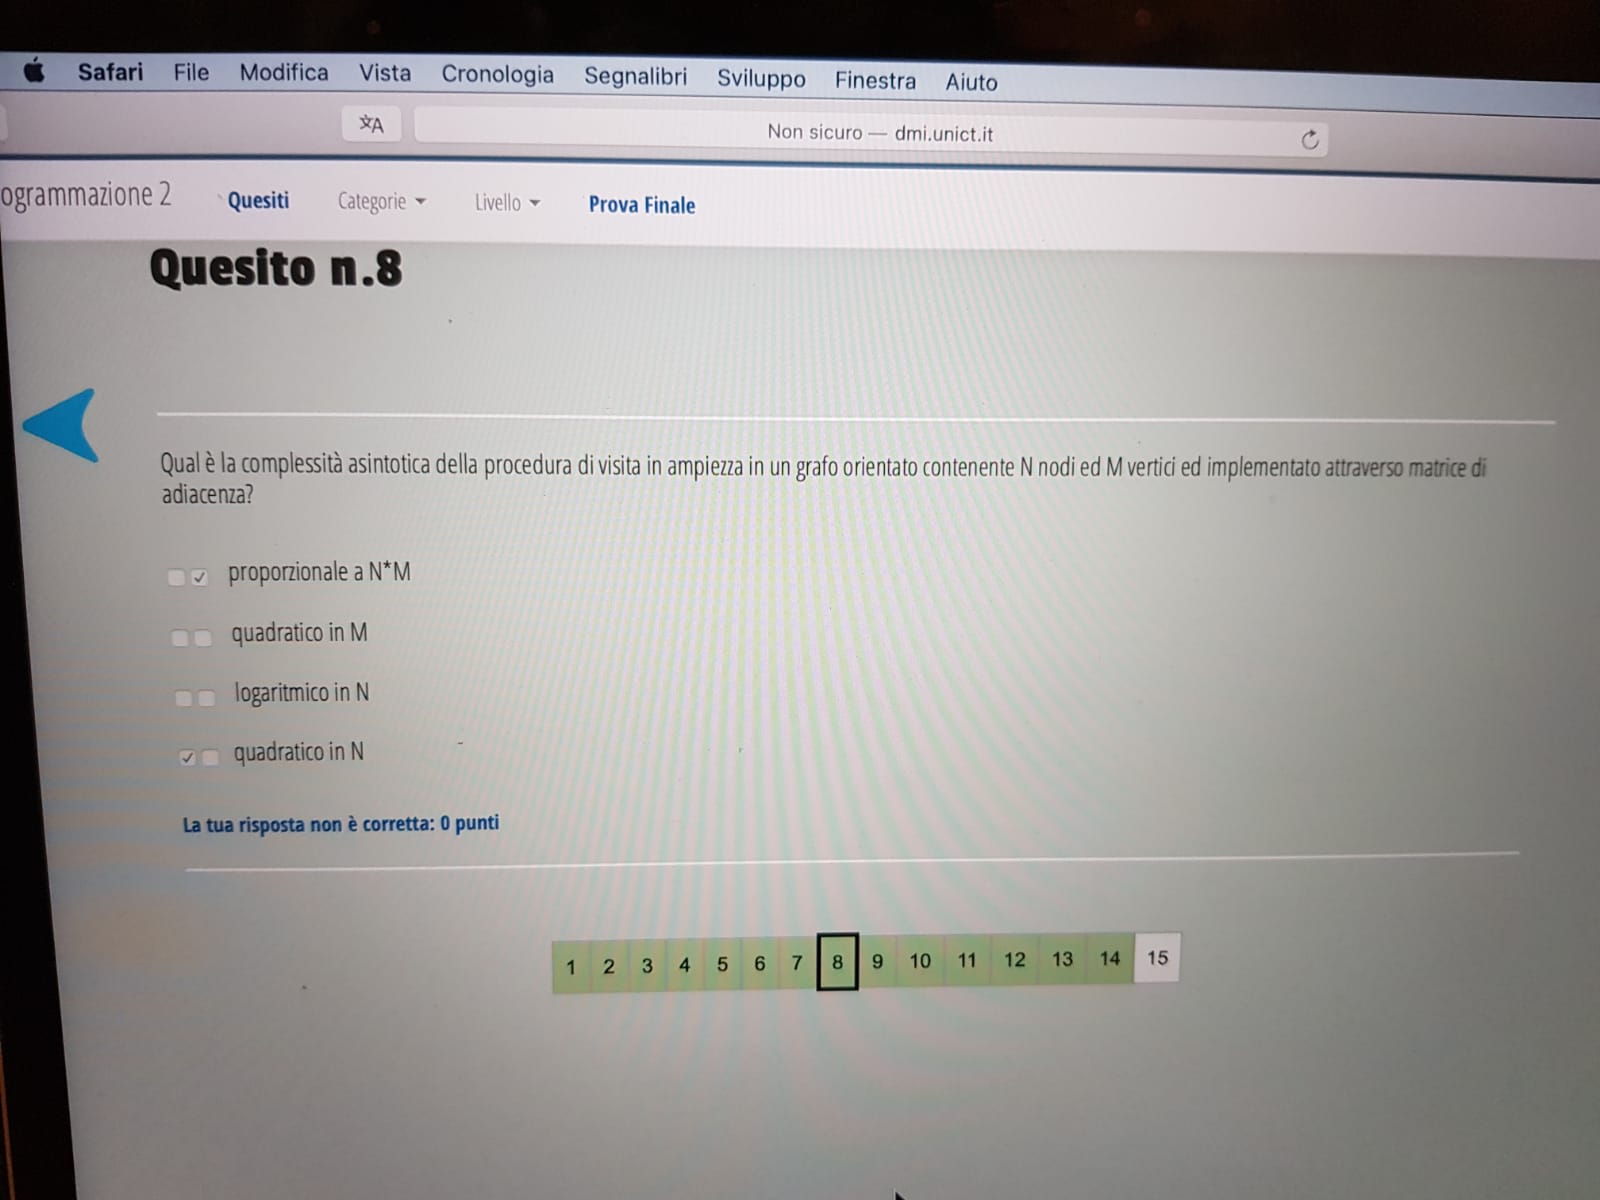 Safari File Modifica Vista Cronologia Segnalibri Sviluppo Finestra Aiuto
Non sicuro — dmi.unict.it
ogrammazione 2 Quesiti Categorie Livello Prova Finale
Quesito n.8
Qual è la complessità asintotica della procedura di visita in ampiezza in un grafo orientato contenente N nodi ed M vertici ed implementato attraverso matrice di
adiacenza?
proporzionale a N*M
quadratico in M
logaritmico in N
quadratico in N
La tua risposta non è corretta: 0 punti
1 2 3 4 5 6 7 8 9 10 11 12 13 14 15